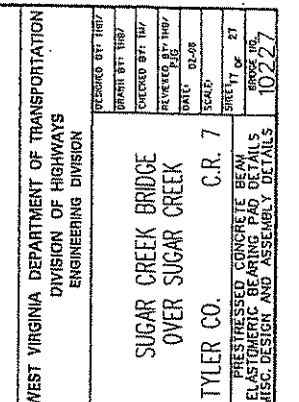 WEST VIRGINIA DEPARTMENT OF TRANSPORTATION
DIVISION OF HIGHWAYS
ENGINEERING DIVISION
SUGAR CREEK BRIDGE
OVER SUGAR CREEK
TYLER CO. C.R. 7
PRESTRESSED CONCRETE BEAM
ELASTOMERIC BEARING PAD DETAILS
MISC. DESIGN AND ASSEMBLY DETAILS
DESIGNED BY:
DRAWN BY:
CHECKED BY:
REVIEWED BY:
DATE: 02-08
SCALE:
SHEET 17 OF 27
BRIDGE NO.
10227